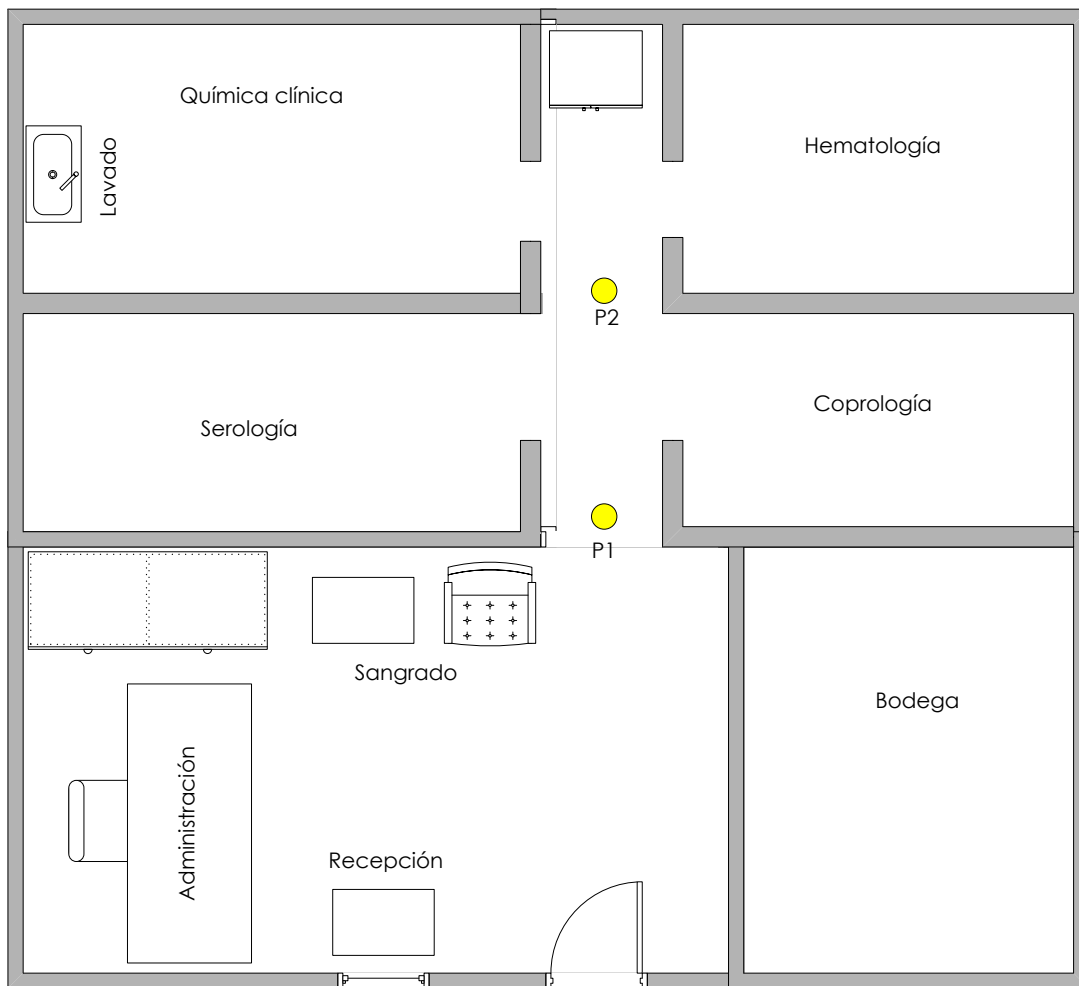 Química clínica
Hematología
Lavado
P2
Coprología
Serología
P1
Sangrado
Bodega
Administración
Recepción